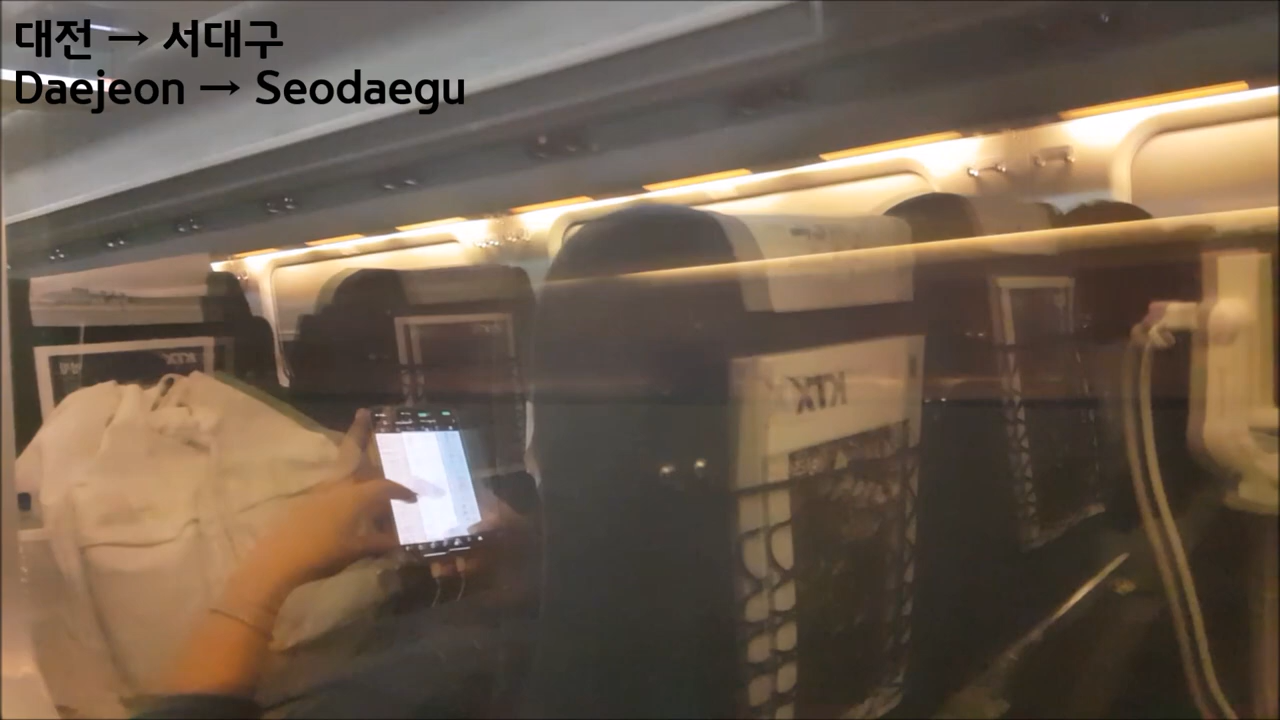 대전 → 서대구
Daejeon → Seodaegu
KTX
KTX